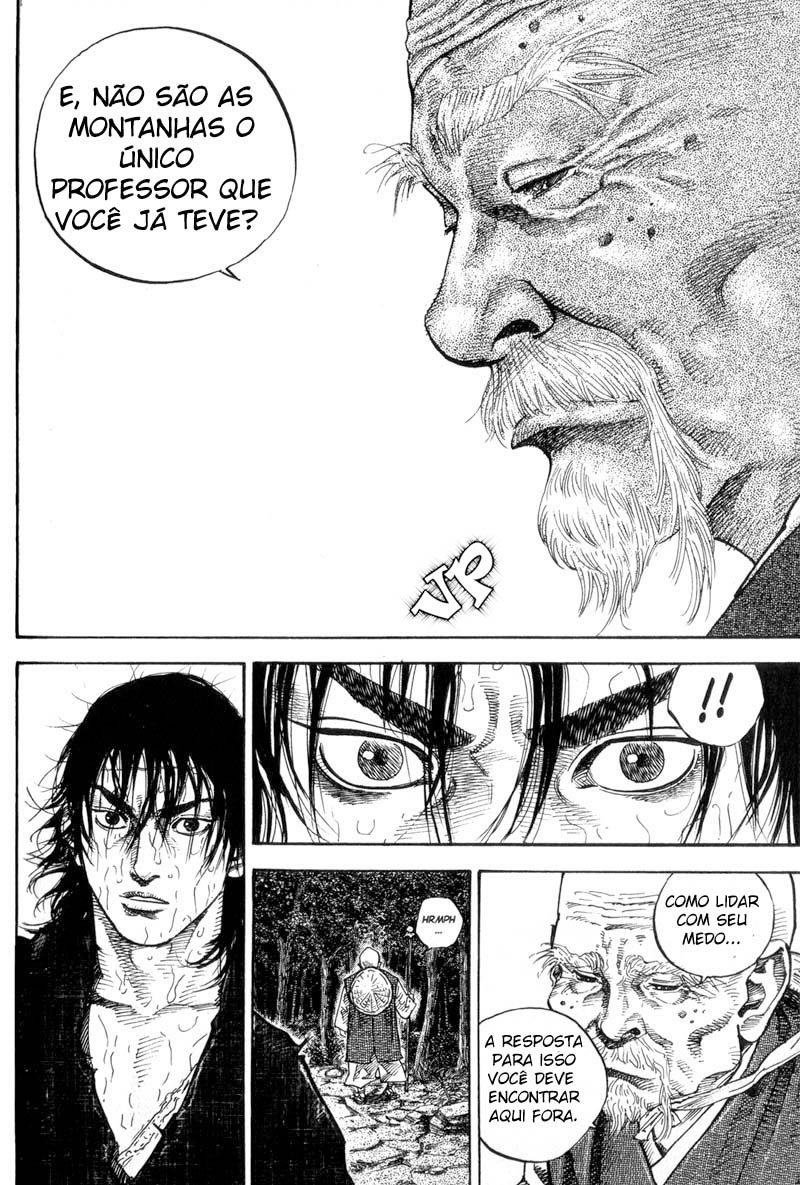 E, NÃO SÃO AS
MONTANHAS O
ÚNICO
PROFESSOR QUE
VOCÊ JÁ TEVE?
VP
!!
COMO LIDAR
COM SEU
MEDO...
A RESPOSTA
PARA ISSO
VOCÊ DEVE
ENCONTRAR
AQUI FORA.
HRMPH
...